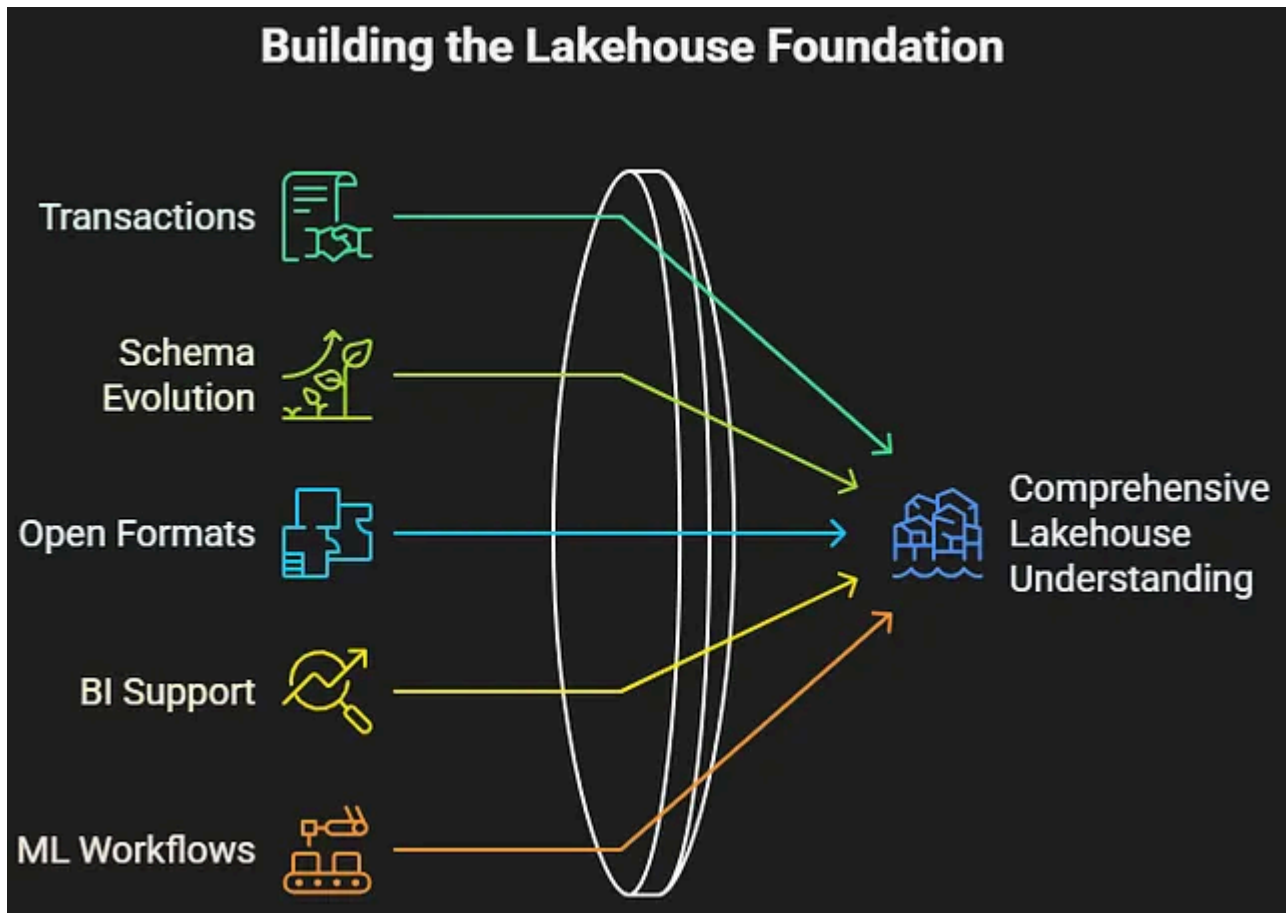 Building the Lakehouse Foundation
Transactions
Schema
Evolution
Open Formats
BI Support
ML Workflows
Comprehensive
Lakehouse
Understanding